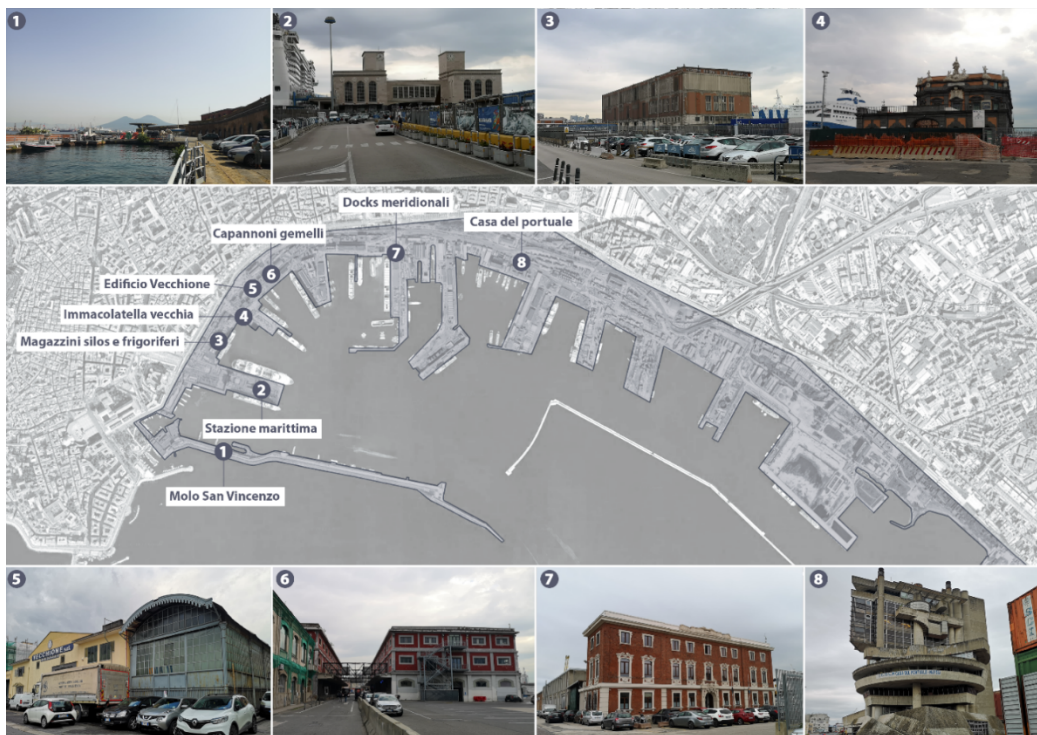 1
2
3
4
Docks meridionali
7
Casa del portuale
8
Capannoni gemelli
6
Edificio Vecchione
5
Immacolatella vecchia
4
Magazzini silos e frigoriferi
3
2
Stazione marittima
1
Molo San Vincenzo
5
6
7
8